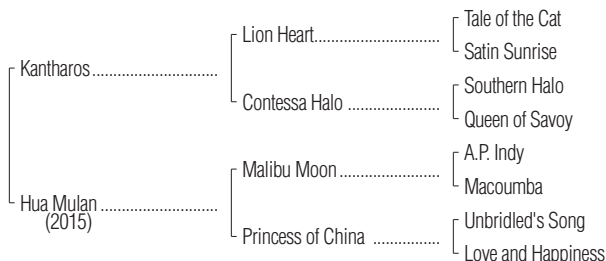 Tale of the Cat
Lion Heart
Satin Sunrise
Kantharos
Southern Halo
Contessa Halo
Queen of Savoy
A.P. Indy
Malibu Moon
Macoumba
Hua Mulan
(2015)
Unbridled's Song
Princess of China
Love and Happiness